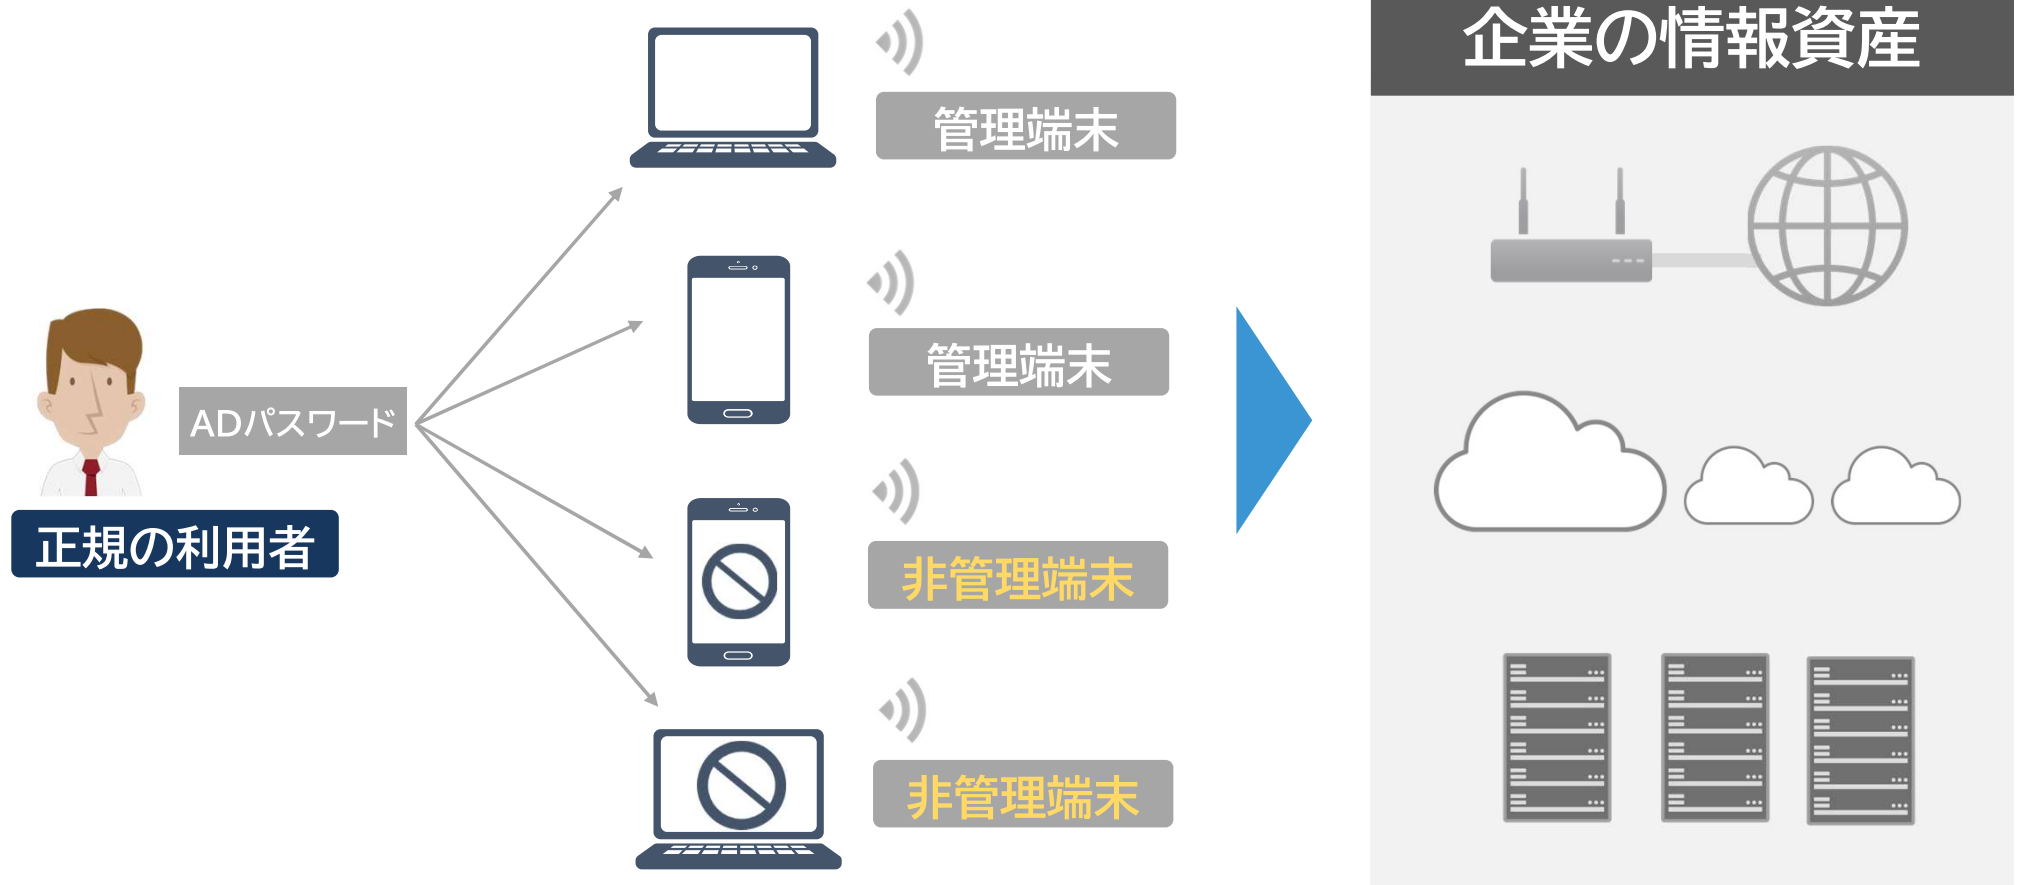 企業の情報資産
管理端末
管理端末
ADパスワード
正規の利用者
非管理端末
非管理端末